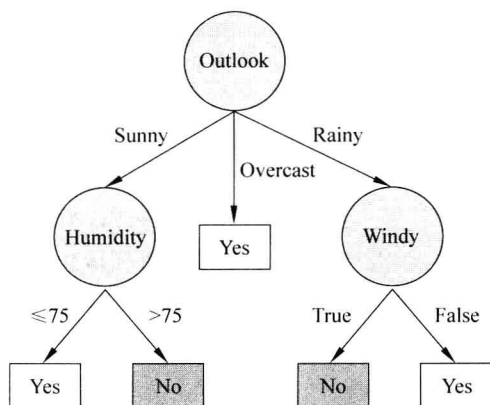 Outlook
Sunny
Rainy
Overcast
Humidity
Yes
Windy
≤75
>75
True
False
Yes
No
No
Yes